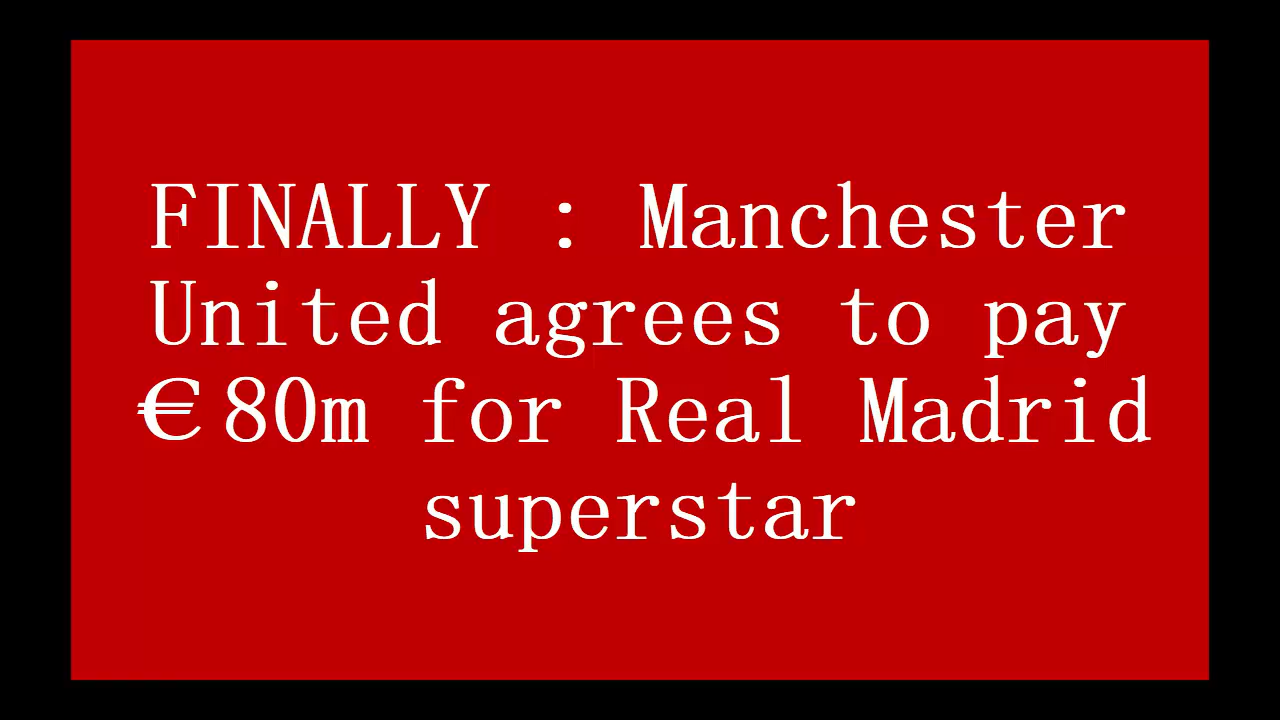 FINALLY : Manchester
United agrees to pay
€80m for Real Madrid
superstar